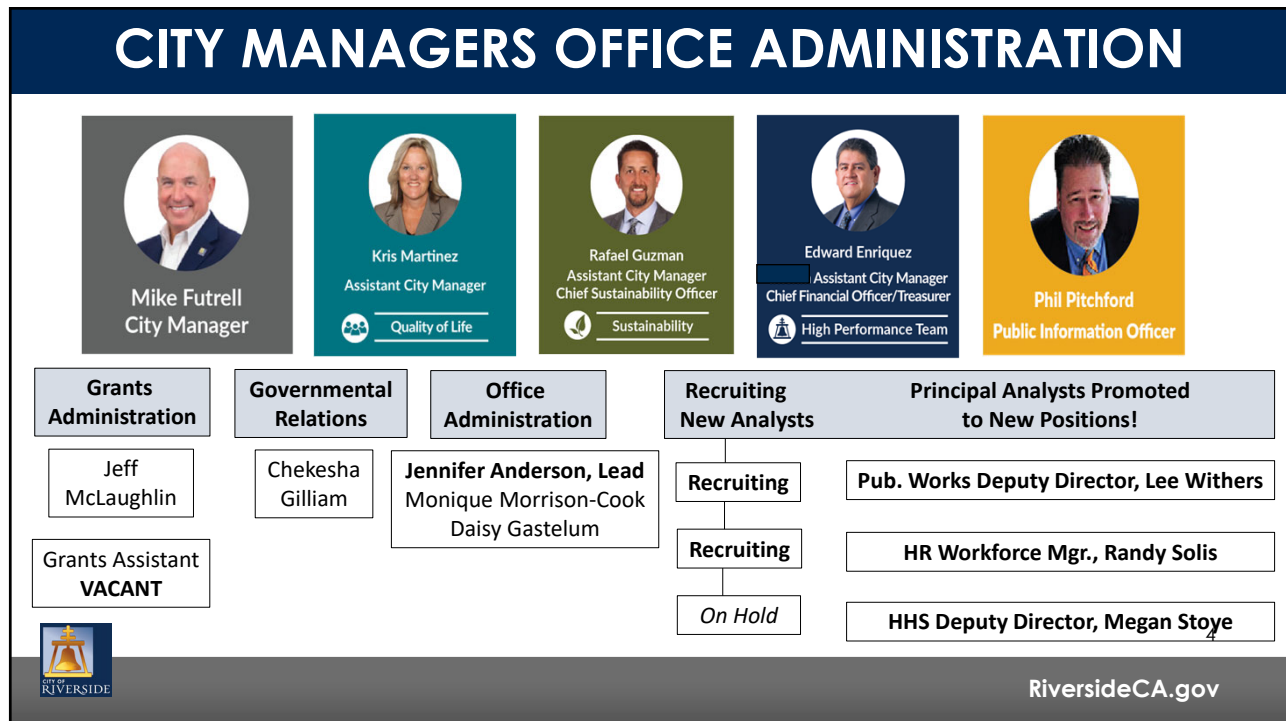 CITY MANAGERS OFFICE ADMINISTRATION
Mike Futrell
City Manager
Kris Martinez
Assistant City Manager
Quality of Life
Rafael Guzman
Assistant City Manager
Chief Sustainability Officer
Sustainability
Edward Enriquez
Assistant City Manager
Chief Financial Officer/Treasurer
High Performance Team
Phil Pitchford
Public Information Officer
Grants
Administration
Jeff
McLaughlin
Grants Assistant
VACANT
Governmental
Relations
Chekesha
Gilliam
Office
Administration
Jennifer Anderson, Lead
Monique Morrison-Cook
Daisy Gastelum
Recruiting
New Analysts
Recruiting
Recruiting
On Hold
Principal Analysts Promoted
to New Positions!
Pub. Works Deputy Director, Lee Withers
HR Workforce Mgr., Randy Solis
HHS Deputy Director, Megan Stoye
4
CITY OF
RIVERSIDE
RiversideCA.gov